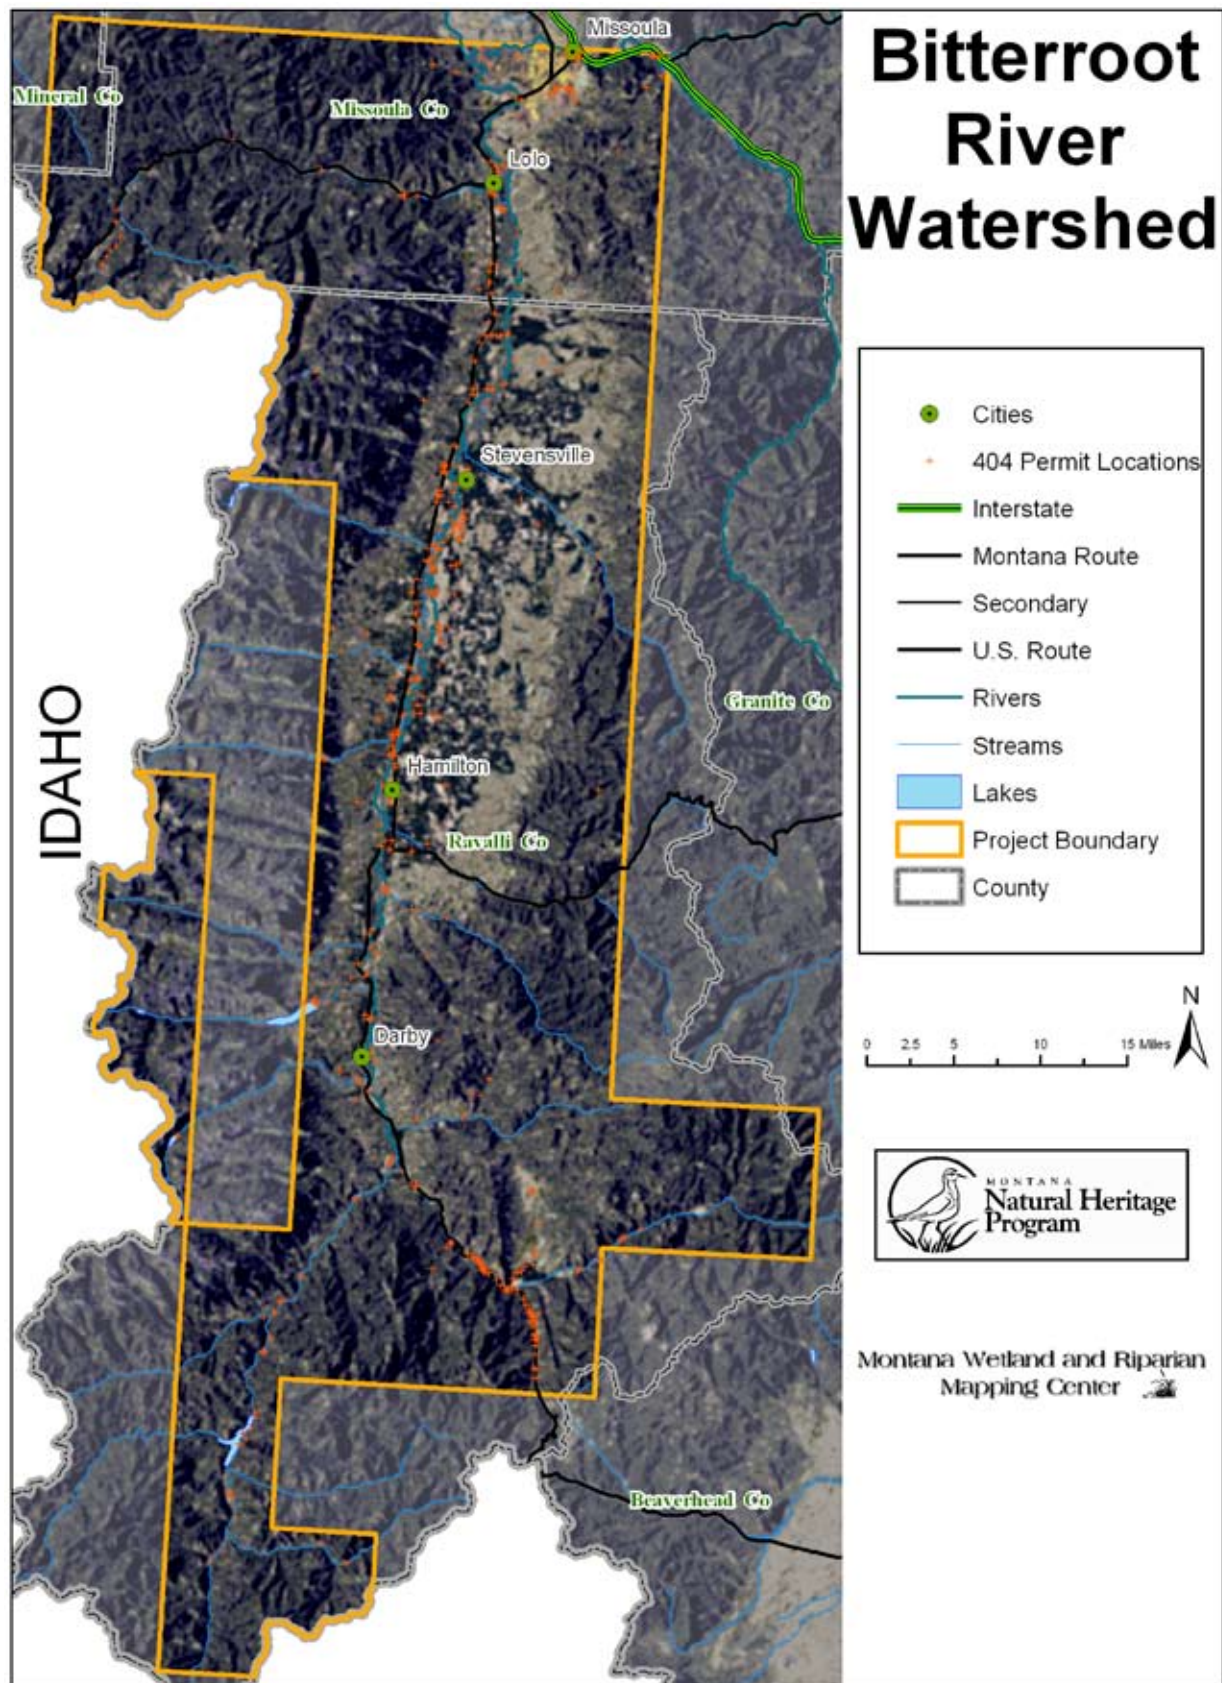 Bitterroot
River
Watershed
Missoula
Mineral Co
Missoula Co
Lolo
Stevensville
Granite Co
IDAHO
Hamilton
Ravalli Co
Darby
Beaverhead Co
Cities
404 Permit Locations
Interstate
Montana Route
Secondary
U.S. Route
Rivers
Streams
Lakes
Project Boundary
County
N
0 2.5 5 10 15 Miles
MONTANA
Natural Heritage
Program
Montana Wetland and Riparian
Mapping Center